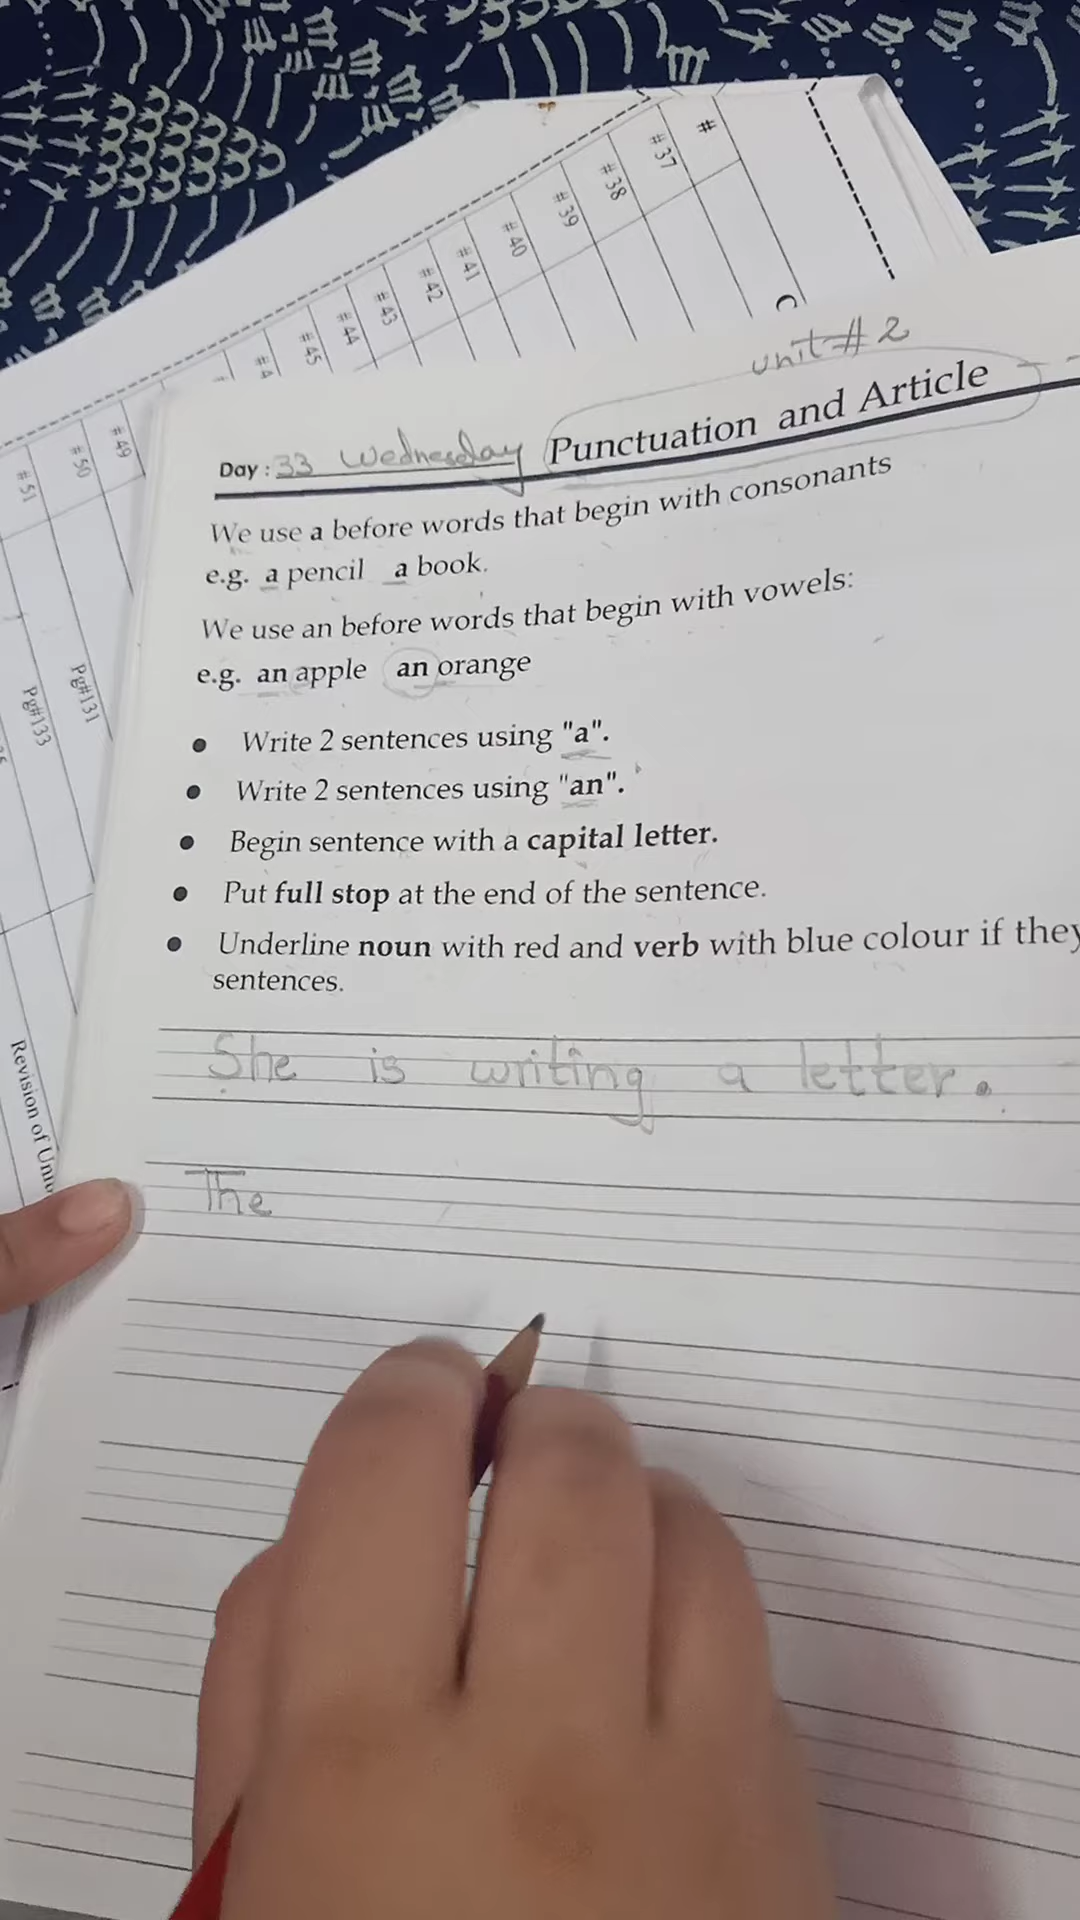 #
#37
#38
#39
#40
#41
#42
#43
#44
#45
#49
#50
#51
Pg#131
Pg#133
Revision of
unit # 2
Day : 33 Wednesday Punctuation and Article
We use a before words that begin with consonants
e.g. a pencil a book.
We use an before words that begin with vowels:
e.g. an apple an orange
• Write 2 sentences using "a".
• Write 2 sentences using "an".
• Begin sentence with a capital letter.
• Put full stop at the end of the sentence.
• Underline noun with red and verb with blue colour if they
sentences.
She is writing a letter.
The